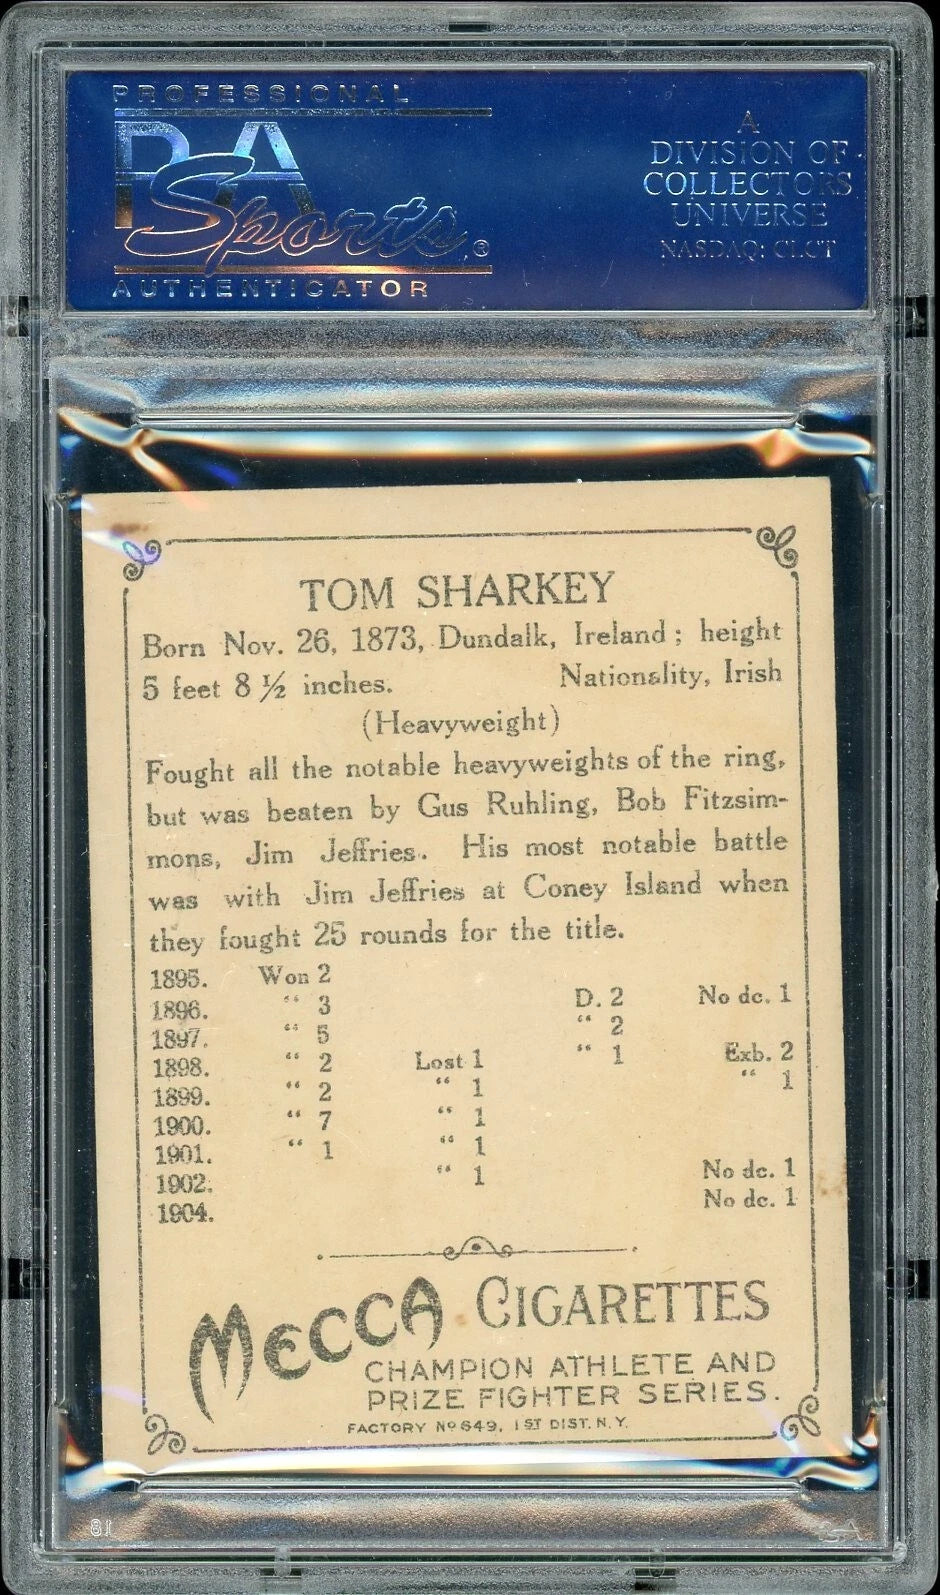 PROFESSIONAL
PSA
Sports®
AUTHENTICATOR
A
DIVISION OF
COLLECTORS
UNIVERSE
NASDAQ: CLCT
TOM SHARKEY
Born Nov. 26, 1873, Dundalk, Ireland; height
5 feet 8 ½ inches. Nationality, Irish
(Heavyweight)
Fought all the notable heavyweights of the ring,
but was beaten by Gus Ruhling, Bob Fitzsim-
mons, Jim Jeffries. His most notable battle
was with Jim Jeffries at Coney Island when
they fought 25 rounds for the title.
1895. Won 2
1896. “ 3 D. 2 No dc. 1
1897. “ 5 “ 2
1898. “ 2 Lost 1 “ 1 Exb. 2
1899. “ 2 “ 1 “ 1
1900. “ 7 “ 1
1901. “ 1 “ 1
1902. “ 1 No dc. 1
1904. No dc. 1
MECCA CIGARETTES
CHAMPION ATHLETE AND
PRIZE FIGHTER SERIES.
FACTORY No 649, 1ST DIST. N.Y.